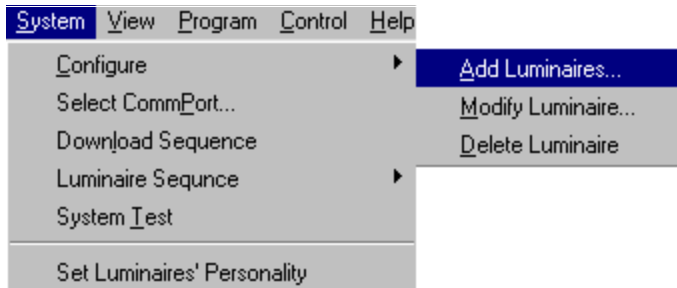 System View Program Control Help
Configure
Add Luminaires...
Select CommPort...
Modify Luminaire...
Download Sequence
Delete Luminaire
Luminaire Sequnce
System Test
Set Luminaires' Personality